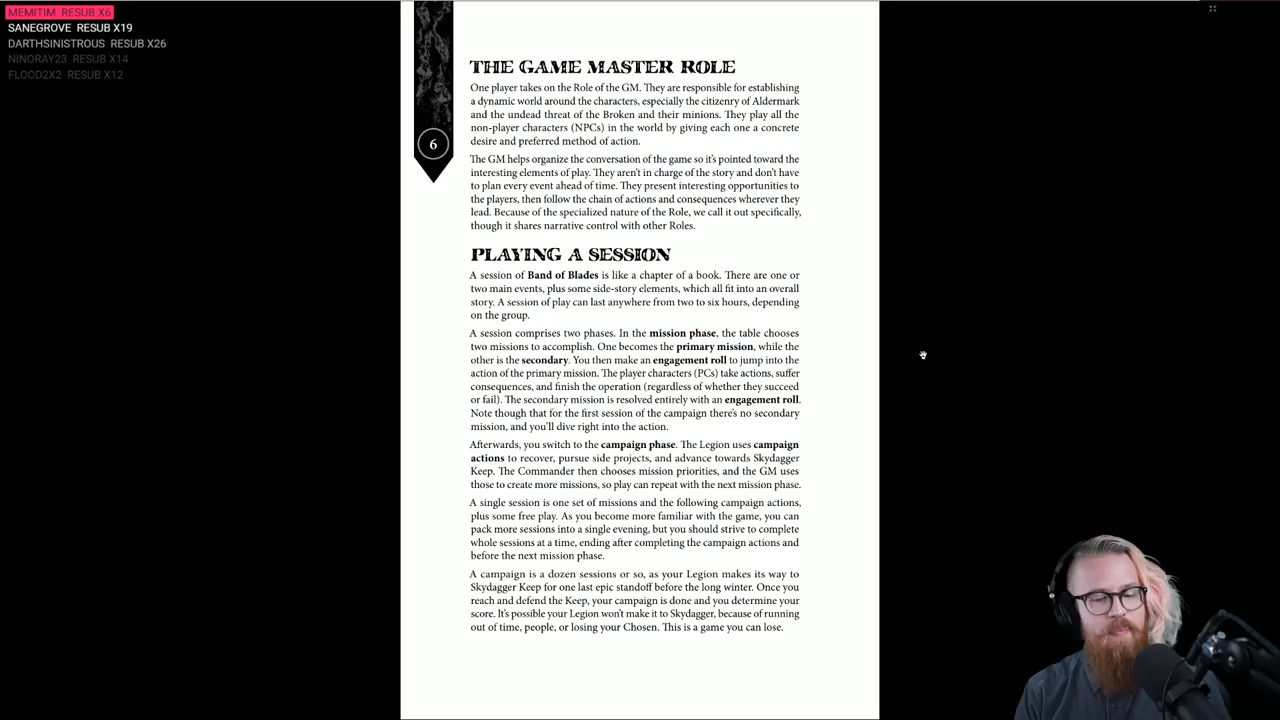 MEMITIM RESUB X6
SANEGROVE RESUB X19
DARTHSINISTROUS RESUB X26
NINORAY23 RESUB X14
FLOOD2X2 RESUB X12
6
THE GAME MASTER ROLE
One player takes on the Role of the GM. They are responsible for establishing
a dynamic world around the characters, especially the citizenry of Aldermark
and the undead threat of the Broken and their minions. They play all the
non-player characters (NPCs) in the world by giving each one a concrete
desire and preferred method of action.
The GM helps organize the conversation of the game so it's pointed toward the
interesting elements of play. They aren't in charge of the story and don't have
to plan every event ahead of time. They present interesting opportunities to
the players, then follow the chain of actions and consequences wherever they
lead. Because of the specialized nature of the Role, we call it out specifically,
though it shares narrative control with other Roles.
PLAYING A SESSION
A session of Band of Blades is like a chapter of a book. There are one or
two main events, plus some side-story elements, which all fit into an overall
story. A session of play can last anywhere from two to six hours, depending
on the group.
A session comprises two phases. In the mission phase, the table chooses
two missions to accomplish. One becomes the primary mission, while the
other is the secondary. You then make an engagement roll to jump into the
action of the primary mission. The player characters (PCs) take actions, suffer
consequences, and finish the operation (regardless of whether they succeed
or fail). The secondary mission is resolved entirely with an engagement roll.
Note though that for the first session of the campaign there's no secondary
mission, and you'll dive right into the action.
Afterwards, you switch to the campaign phase. The Legion uses campaign
actions to recover, pursue side projects, and advance towards Skydagger
Keep. The Commander then chooses mission priorities, and the GM uses
those to create more missions, so play can repeat with the next mission phase.
A single session is one set of missions and the following campaign actions,
plus some free play. As you become more familiar with the game, you can
pack more sessions into a single evening, but you should strive to complete
whole sessions at a time, ending after completing the campaign actions and
before the next mission phase.
A campaign is a dozen sessions or so, as your Legion makes its way to
Skydagger Keep for one last epic standoff before the long winter. Once you
reach and defend the Keep, your campaign is done and you determine your
score. It's possible your Legion won't make it to Skydagger, because of running
out of time, people, or losing your Chosen. This is a game you can lose.